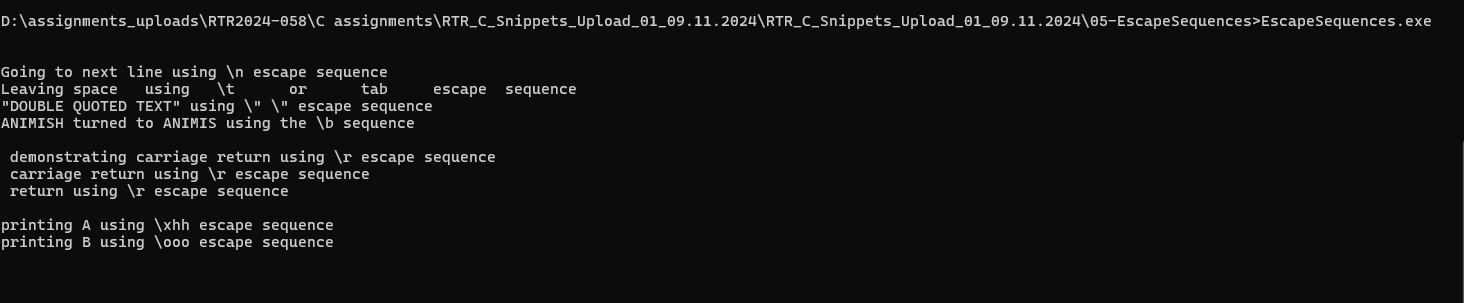 D:\assignments_uploads\RTR2024-058\C assignments\RTR_C_Snippets_Upload_01_09.11.2024\RTR_C_Snippets_Upload_01_09.11.2024\05-EscapeSequences>EscapeSequences.exe
Going to next line using \n escape sequence
Leaving space   using   \t      or      tab     escape  sequence
"DOUBLE QUOTED TEXT" using \" \" escape sequence
ANIMISH turned to ANIMIS using the \b sequence
demonstrating carriage return using \r escape sequence
carriage return using \r escape sequence
return using \r escape sequence
printing A using \xhh escape sequence
printing B using \ooo escape sequence